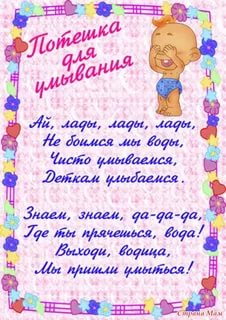 Потешка
для
умывания
Ай, лады, лады, лады,
Не боимся мы воды,
Чисто умываемся,
Деткам улыбаемся.
Знаем, знаем, да-да-да,
Где ты прячешься, вода!
Выходи, водица,
Мы пришли умыться!
Страна Мам